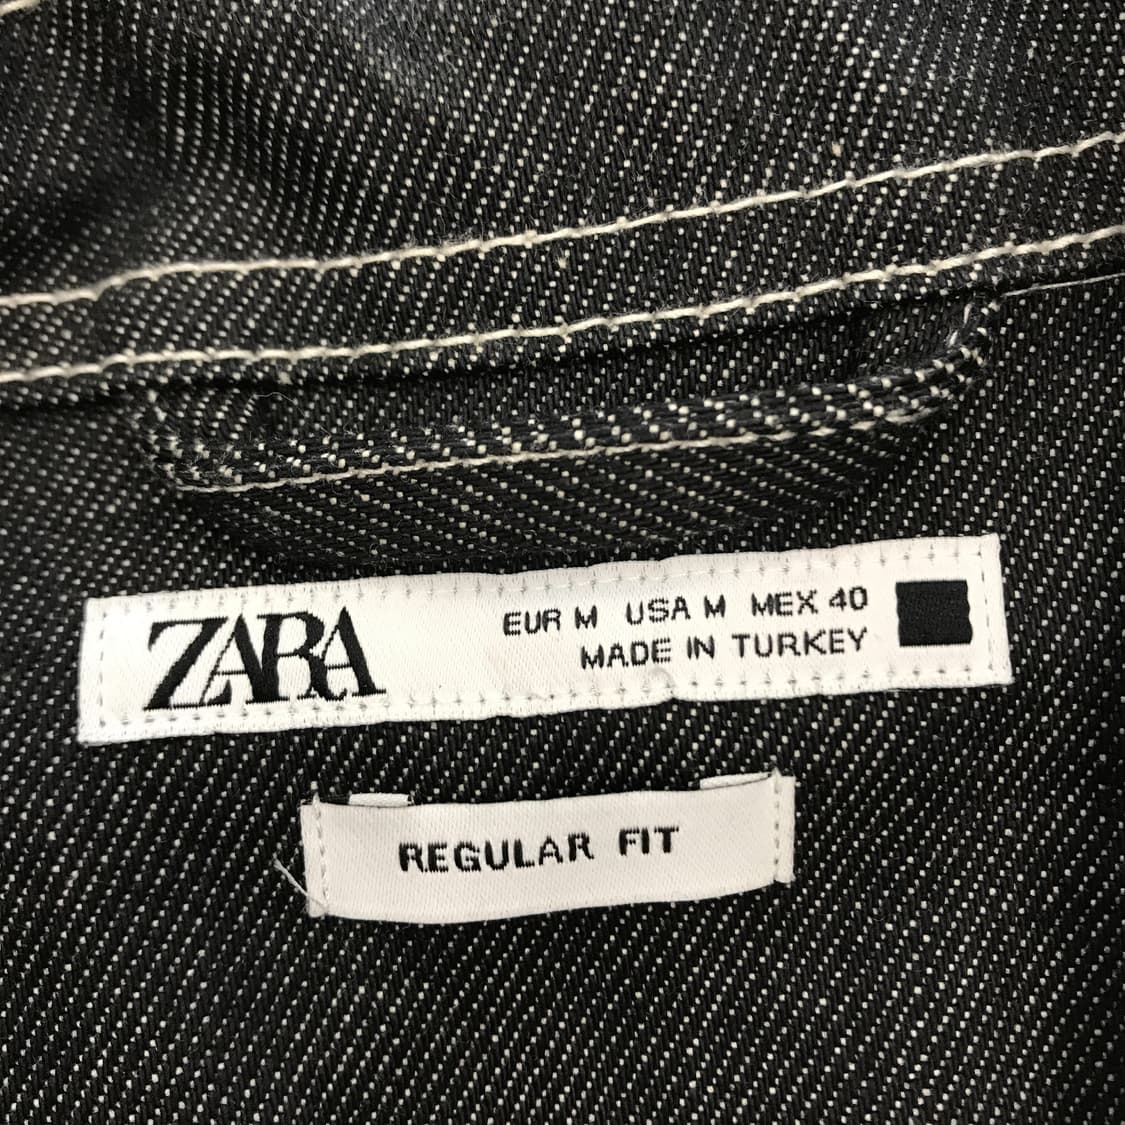 ZARA
EUR M USA M MEX 40
MADE IN TURKEY
REGULAR FIT